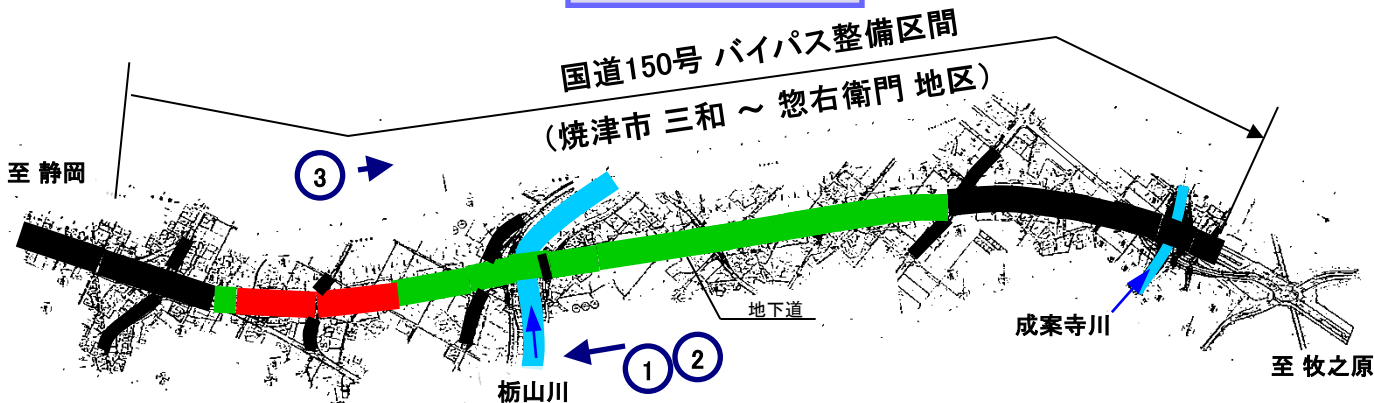 国道150号 バイパス整備区間
(焼津市 三和 ～ 惣右衛門 地区)
至 静岡
③
地下道
成案寺川
① ②
至 牧之原
栃山川